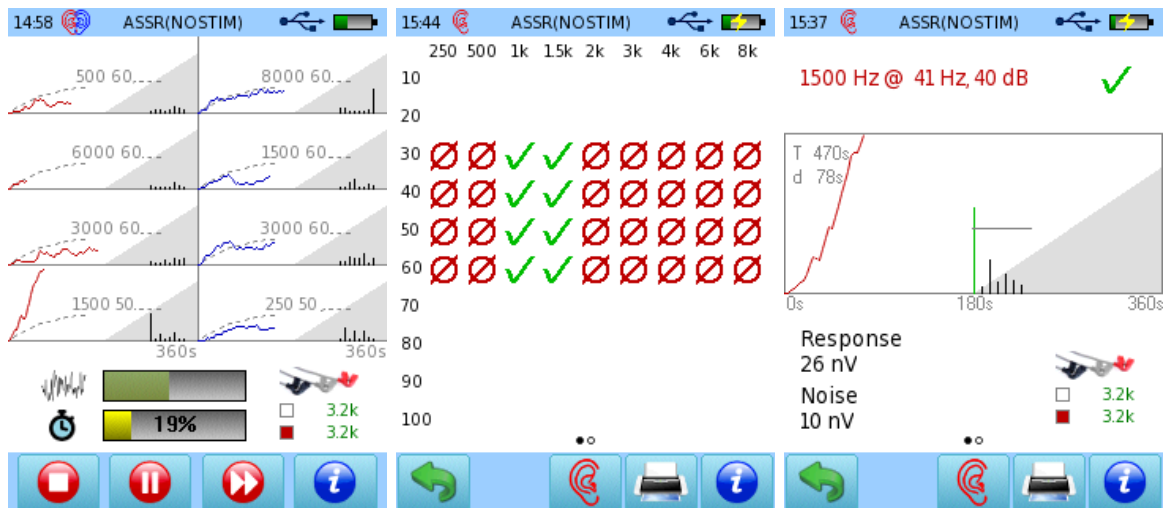 14:58 ASSR(NOSTIM)
500 60
8000 60
6000 60
1500 60
3000 60
3000 60
1500 50
250 50
360s 360s
19%
3.2k
3.2k
15:44 ASSR(NOSTIM)
250 500 1k 1.5k 2k 3k 4k 6k 8k
10
20
30
40
50
60
70
80
90
100
15:37 ASSR(NOSTIM)
1500 Hz @ 41 Hz, 40 dB
T 470s
d 78s
0s 180s 360s
Response
26 nV
Noise
10 nV
3.2k
3.2k